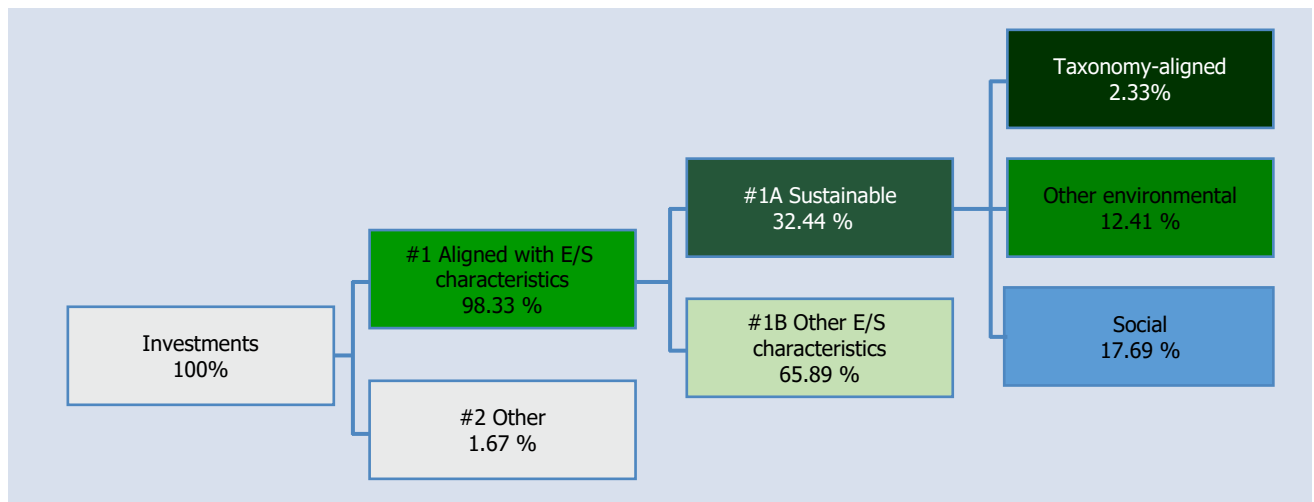 Investments
100%
#1 Aligned with E/S
characteristics
98.33 %
#2 Other
1.67 %
#1A Sustainable
32.44 %
#1B Other E/S
characteristics
65.89 %
Taxonomy-aligned
2.33%
Other environmental
12.41 %
Social
17.69 %